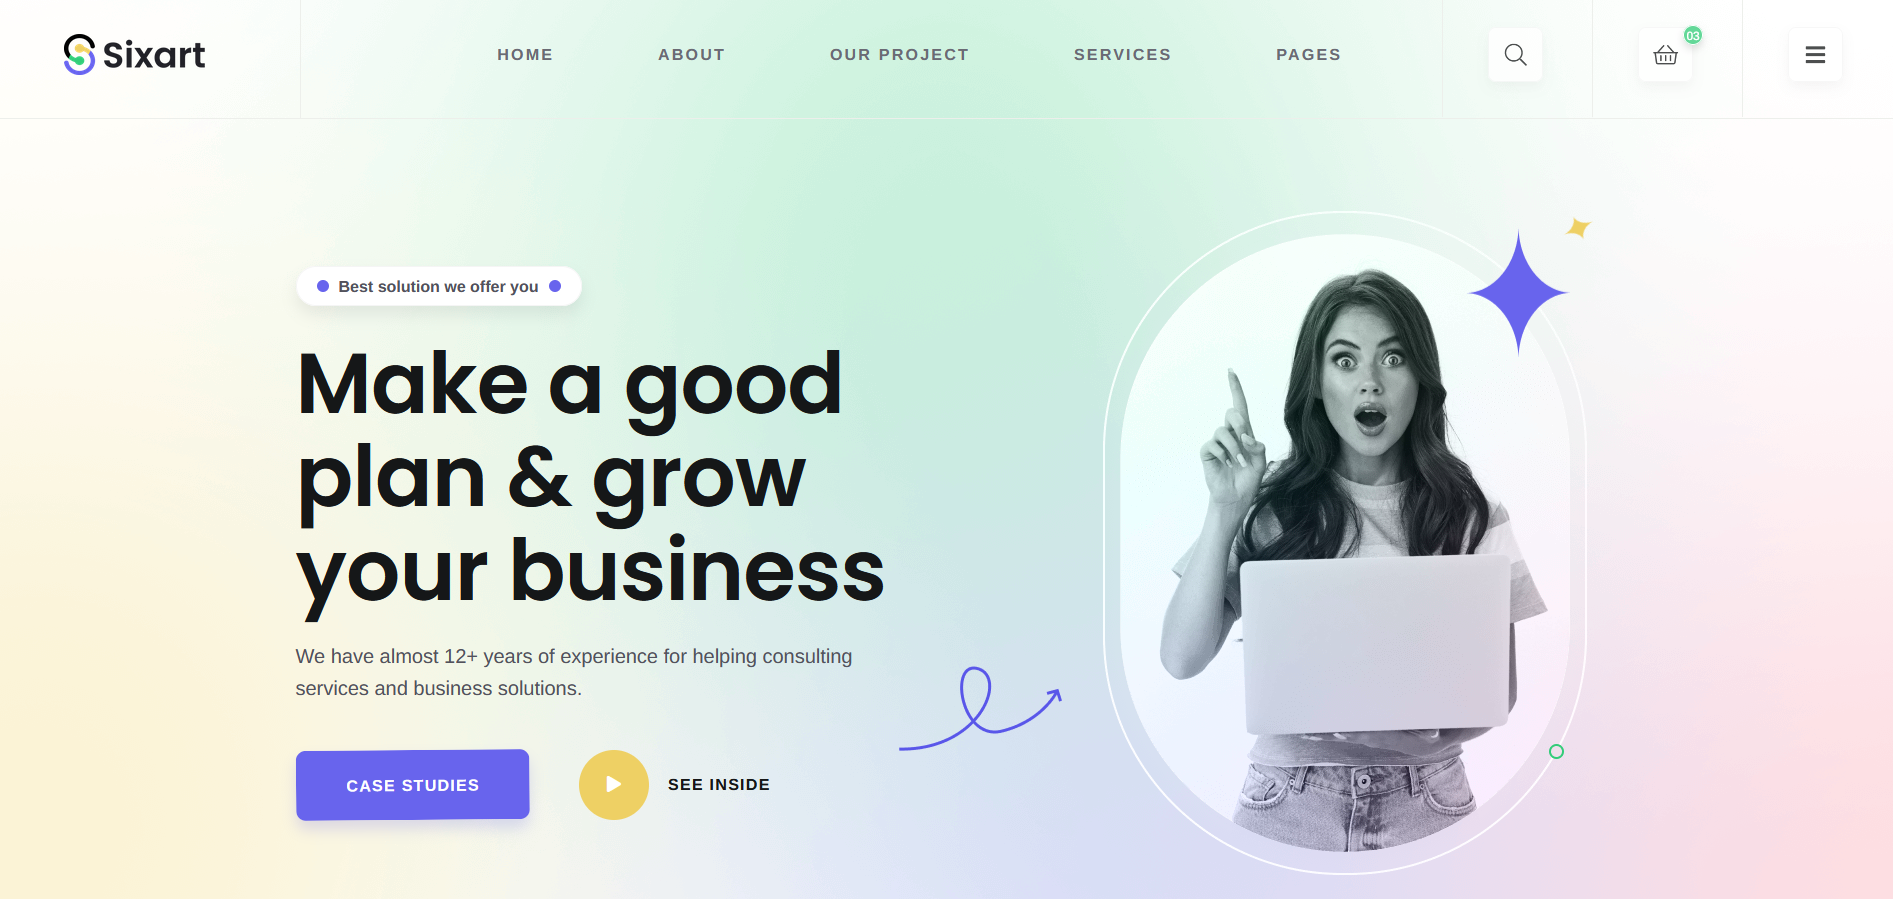 Sixart
HOME
ABOUT
OUR PROJECT
SERVICES
PAGES
03
Best solution we offer you
Make a good
plan & grow
your business
We have almost 12+ years of experience for helping consulting
services and business solutions.
CASE STUDIES
SEE INSIDE